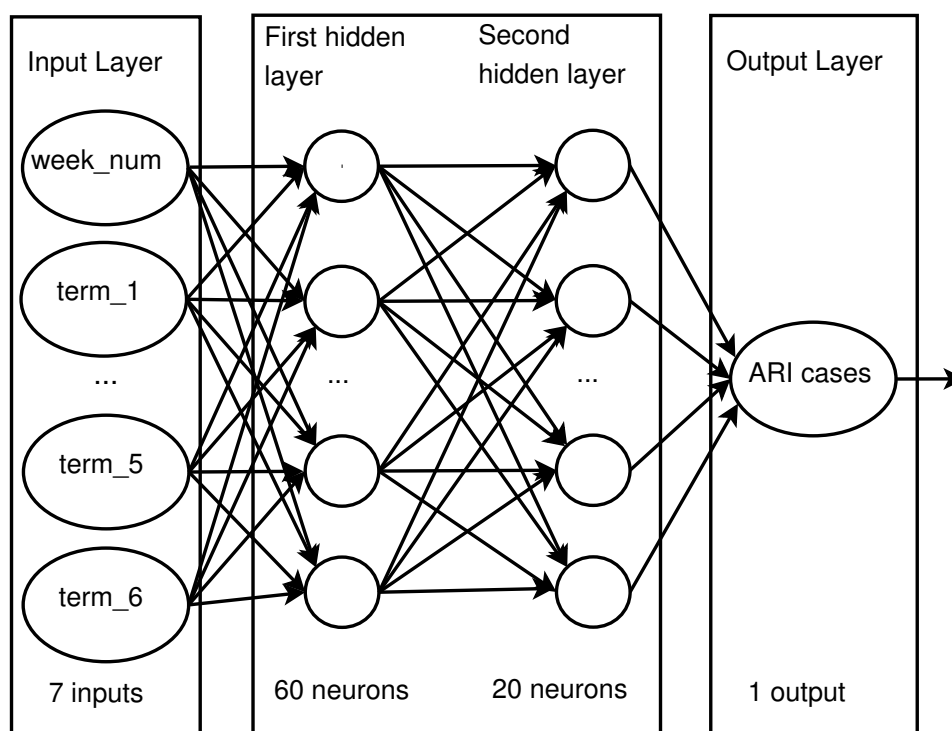 Input Layer
week_num
term_1
...
term_5
term_6
7 inputs
First hidden
layer
...
60 neurons
Second
hidden layer
...
20 neurons
Output Layer
ARI cases
1 output